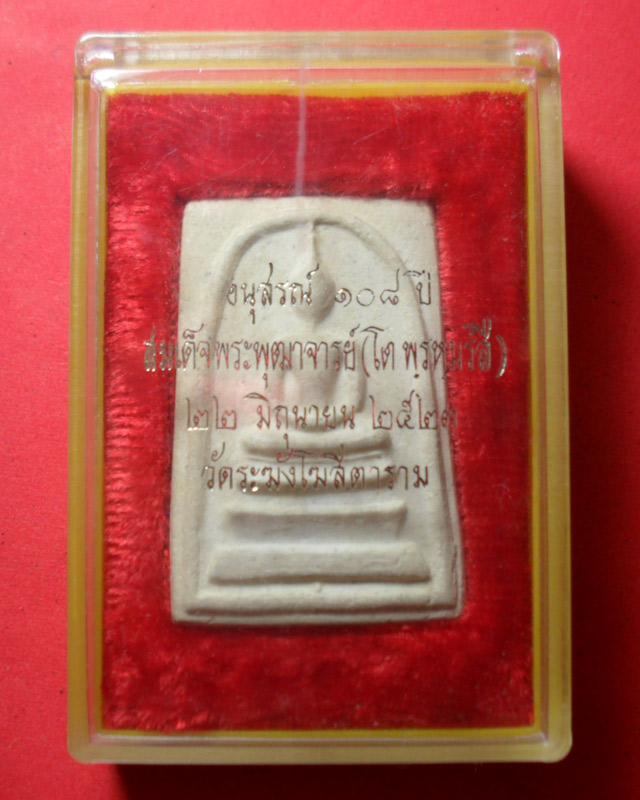 อนุสรณ์ ๑๐๘ ปี
สมเด็จพระพุฒาจารย์ (โต พฺรหฺมรํสี)
๒๒ มิถุนายน ๒๕๒๓
วัดระฆังโฆสิตาราม